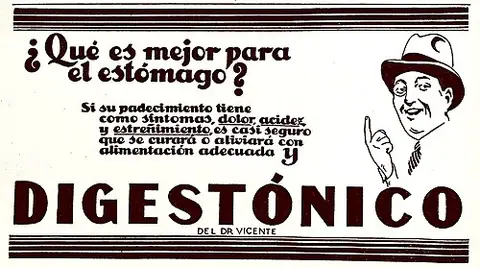 ¿Qué es mejor para
el estómago?
Si su padecimiento tiene
como síntomas, dolor, acidez
y estreñimiento, es casi seguro
que se curará o aliviará con
alimentación adecuada y
DIGESTÓNICO
DEL DR. VICENTE